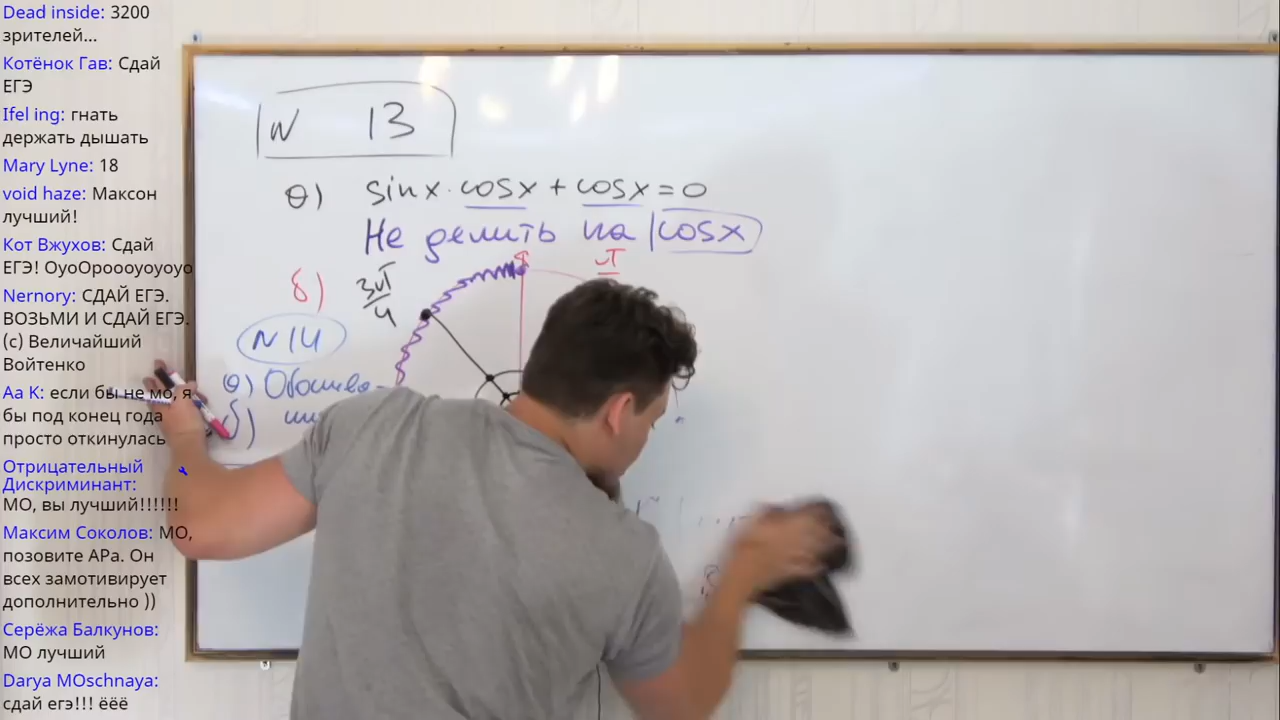 Dead inside: 3200
зрителей...
Котёнок Гав: Сдай
ЕГЭ
Ifel ing: гнать
держать дышать
Mary Lyne: 18
void haze: Максон
лучший!
Кот Вжухов: Сдай
ЕГЭ! ОуоОроооуоуоуо
Nernory: СДАЙ ЕГЭ.
ВОЗЬМИ И СДАЙ ЕГЭ.
(с) Величайший
Войтенко
Aa K: если бы не мо, я
бы под конец года
просто откинулась
Отрицательный
Дискриминант:
МО, вы лучший!!!!!!
Максим Соколов: МО,
позовите АРа. Он
всех замотивирует
дополнительно ))
Серёжа Балкунов:
МО лучший
Darya MOschnaya:
сдай егэ!!! ёёё
N 13
а) sin x · cos x + cos x = 0
Не делить на cos x
б) 3π/4
π
N 14
а)
б)